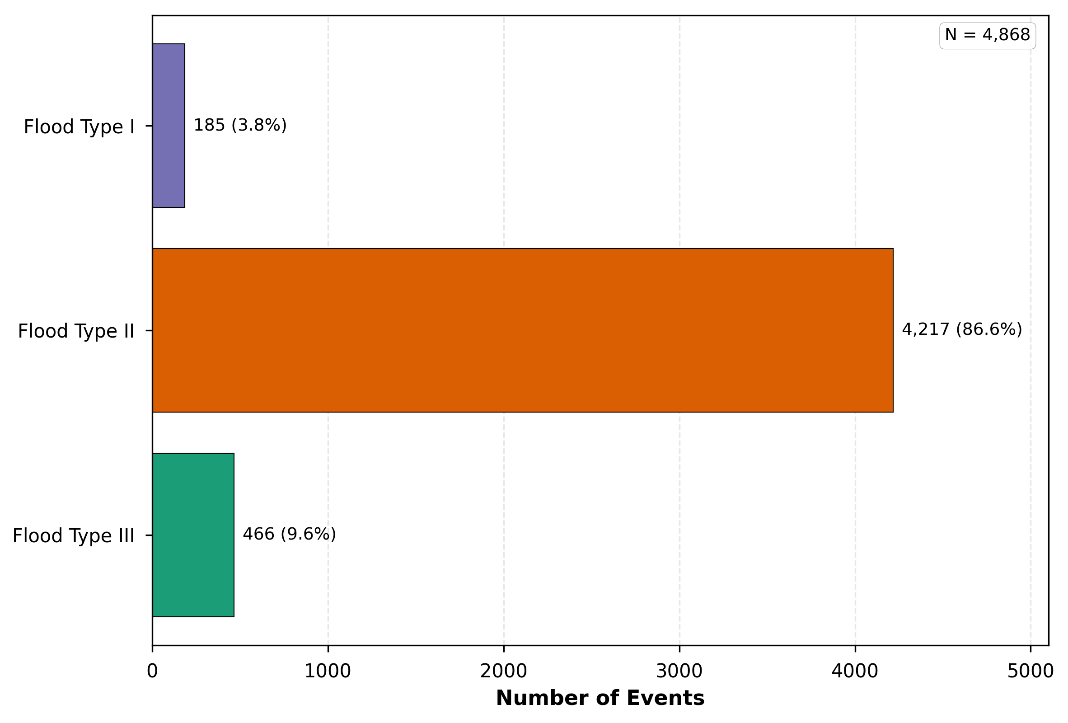 N = 4,868
Flood Type I
185 (3.8%)
Flood Type II
4,217 (86.6%)
Flood Type III
466 (9.6%)
0 1000 2000 3000 4000 5000
Number of Events